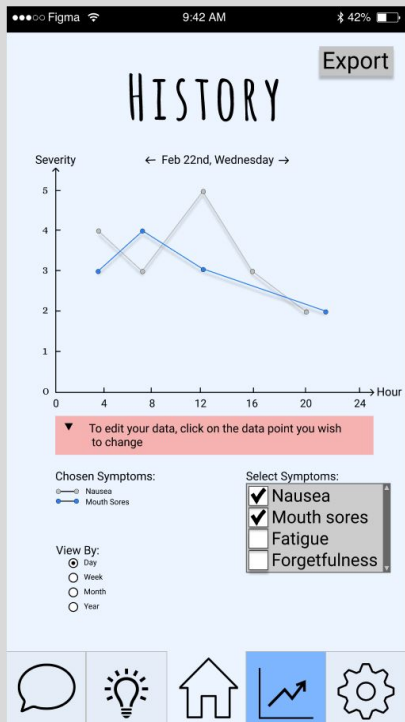 Figma 9:42 AM 42%
Export
HISTORY
Severity ← Feb 22nd, Wednesday →
5
4
3
2
1
0
Hour
0 4 8 12 16 20 24
To edit your data, click on the data point you wish
to change
Chosen Symptoms:
Nausea
Mouth Sores
Select Symptoms:
Nausea
Mouth sores
Fatigue
Forgetfulness
View By:
Day
Week
Month
Year